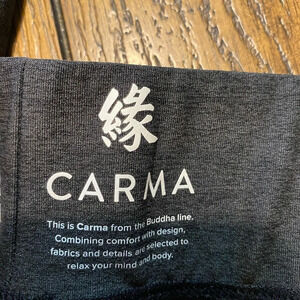 緣
CARMA
This is Carma from the Buddha line.
Combining comfort with design,
fabrics and details are selected to
relax your mind and body.